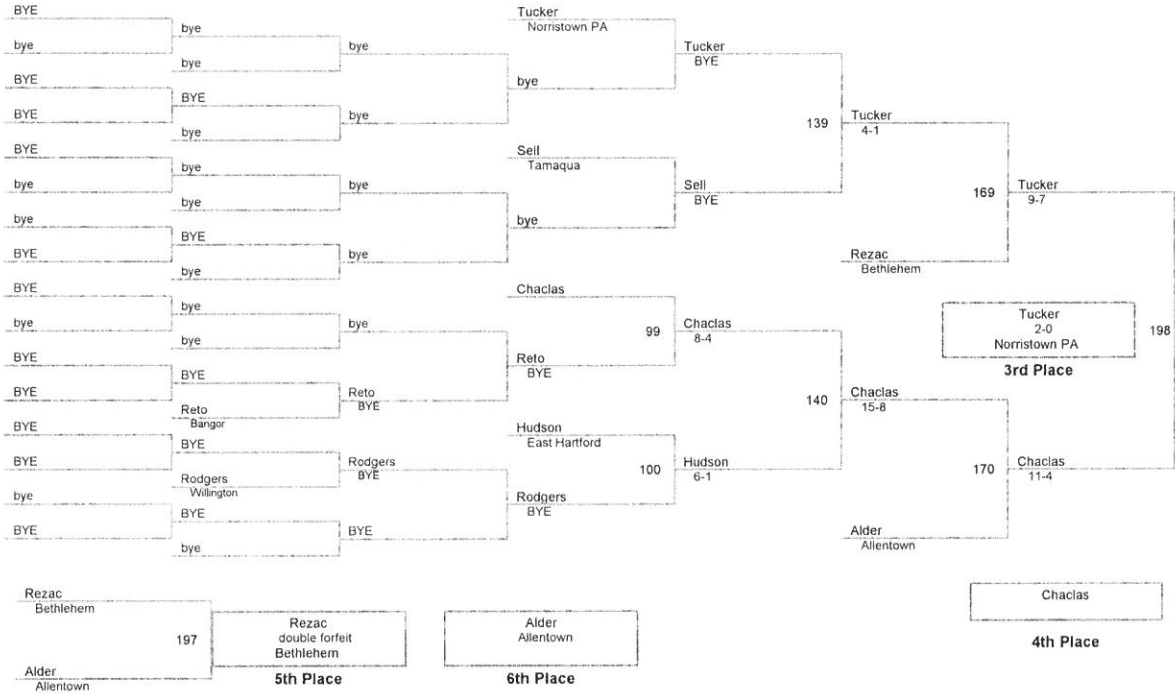 BYE
bye
BYE
BYE
BYE
bye
bye
BYE
BYE
bye
BYE
BYE
BYE
BYE
bye
BYE
bye
bye
BYE
bye
bye
bye
BYE
bye
bye
bye
BYE
Reto
Bangor
BYE
Rodgers
Willington
BYE
bye
bye
bye
bye
bye
bye
Reto
BYE
Rodgers
BYE
BYE
Tucker
Norristown PA
bye
Sell
Tamaqua
bye
Chaclas
Reto
BYE
Hudson
East Hartford
Rodgers
BYE
99
100
Tucker
BYE
Sell
BYE
Chaclas
8-4
Hudson
6-1
139
140
Tucker
4-1
Rezac
Bethlehem
Chaclas
15-8
Alder
Allentown
169
170
Tucker
9-7
Chaclas
11-4
198
Tucker
2-0
Norristown PA
3rd Place
Chaclas
4th Place
Rezac
Bethlehem
Alder
Allentown
197
Rezac
double forfeit
Bethlehem
5th Place
Alder
Allentown
6th Place